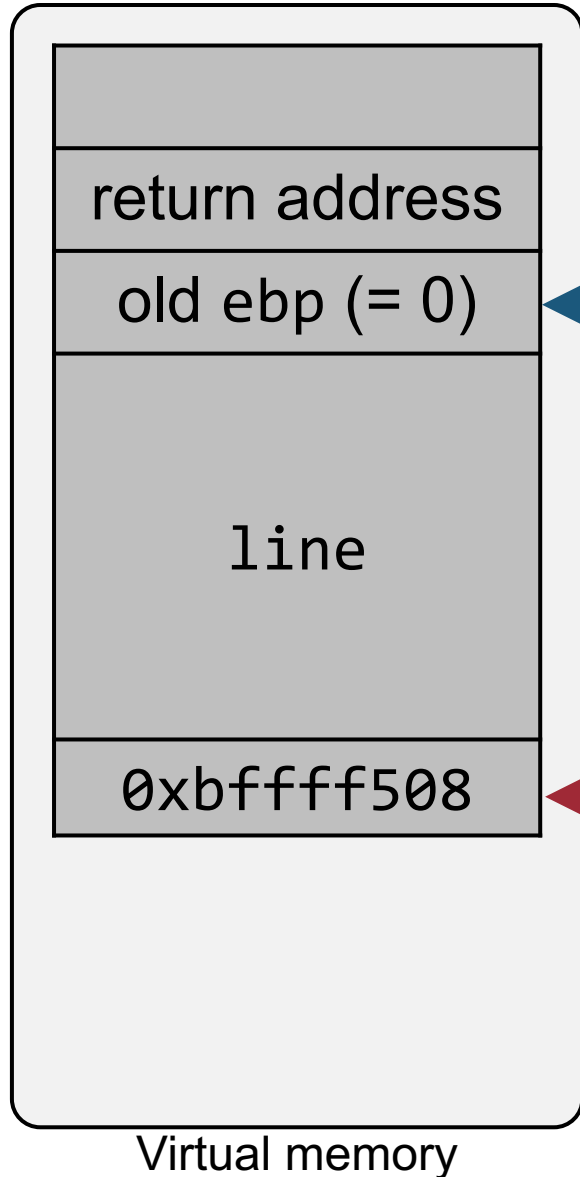 return address
old ebp (= 0)
line
0xbffff508
Virtual memory